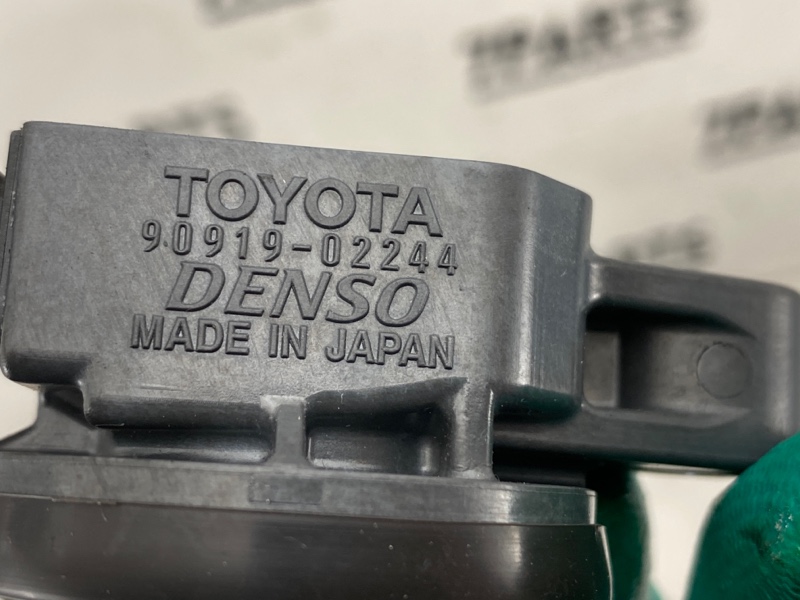 TOYOTA
90919-02244
DENSO
MADE IN JAPAN